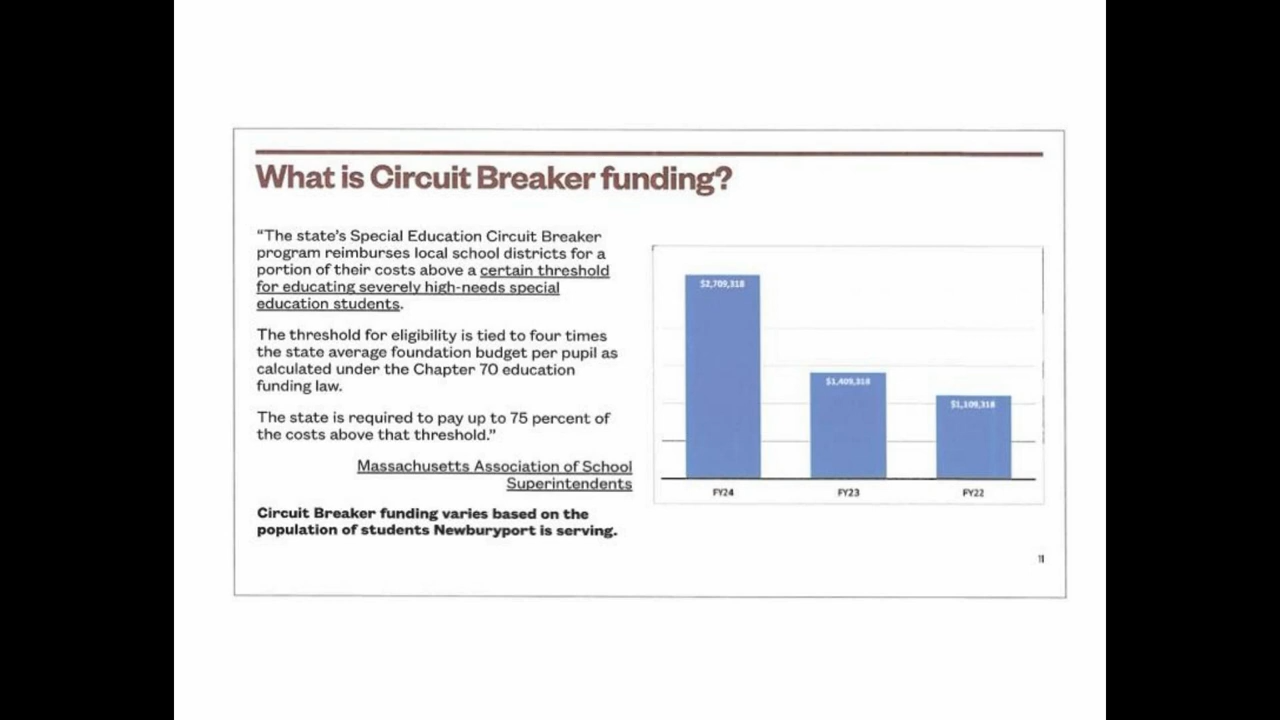 What is Circuit Breaker funding?
“The state’s Special Education Circuit Breaker
program reimburses local school districts for a
portion of their costs above a certain threshold
for educating severely high-needs special
education students.
The threshold for eligibility is tied to four times
the state average foundation budget per pupil as
calculated under the Chapter 70 education
funding law.
The state is required to pay up to 75 percent of
the costs above that threshold.”
Massachusetts Association of School
Superintendents
Circuit Breaker funding varies based on the
population of students Newburyport is serving.
$2,709,318
$1,409,318
$1,109,318
FY24
FY23
FY22
11